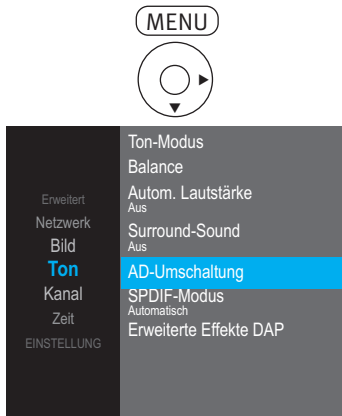 MENU
Erweitert
Netzwerk
Bild
Ton
Kanal
Zeit
EINSTELLUNG
Ton-Modus
Balance
Autom. Lautstärke
Aus
Surround-Sound
Aus
AD-Umschaltung
SPDIF-Modus
Automatisch
Erweiterte Effekte DAP